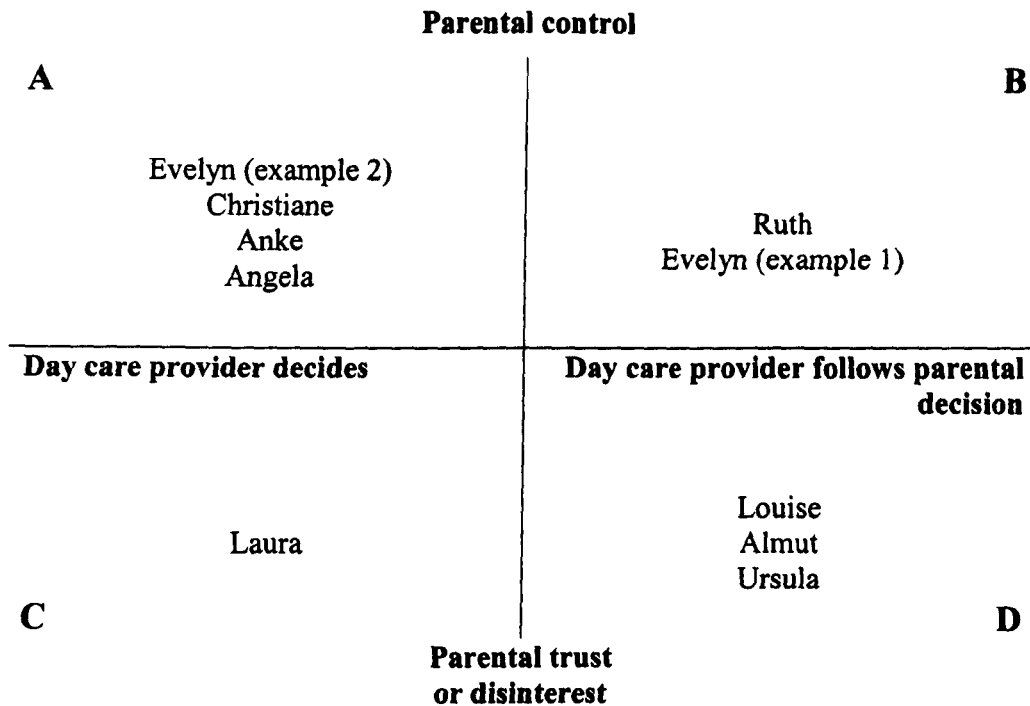 Parental control
A
B
Evelyn (example 2)
Christiane
Anke
Angela
Ruth
Evelyn (example 1)
Day care provider decides
Day care provider follows parental
decision
Laura
Louise
Almut
Ursula
C
D
Parental trust
or disinterest